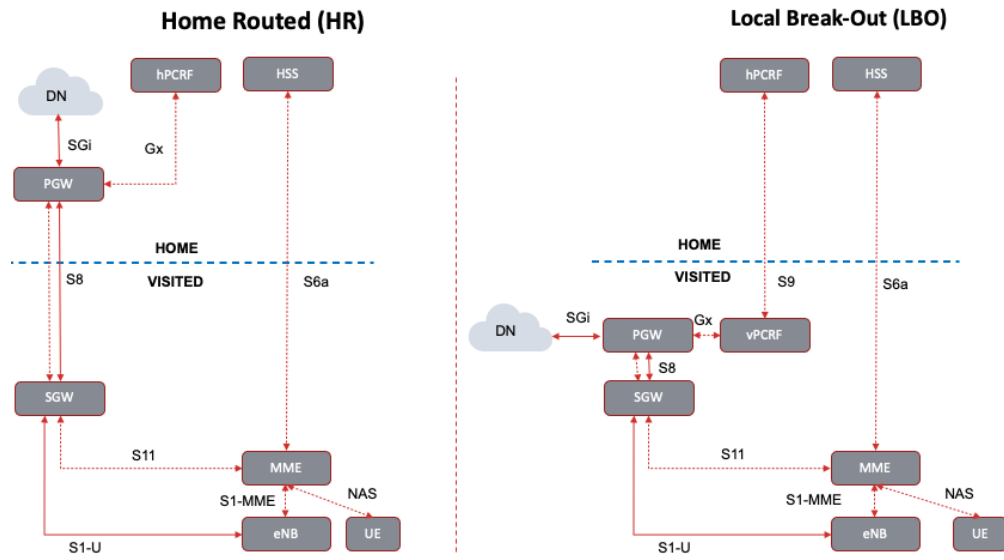 Home Routed (HR)
hPCRF
HSS
DN
SGi
Gx
PGW
HOME
S8
VISITED
S6a
SGW
S11
MME
S1-MME
NAS
eNB
UE
S1-U
Local Break-Out (LBO)
hPCRF
HSS
HOME
VISITED
S9
S6a
DN
SGi
PGW
Gx
vPCRF
S8
SGW
S11
MME
S1-MME
NAS
eNB
UE
S1-U